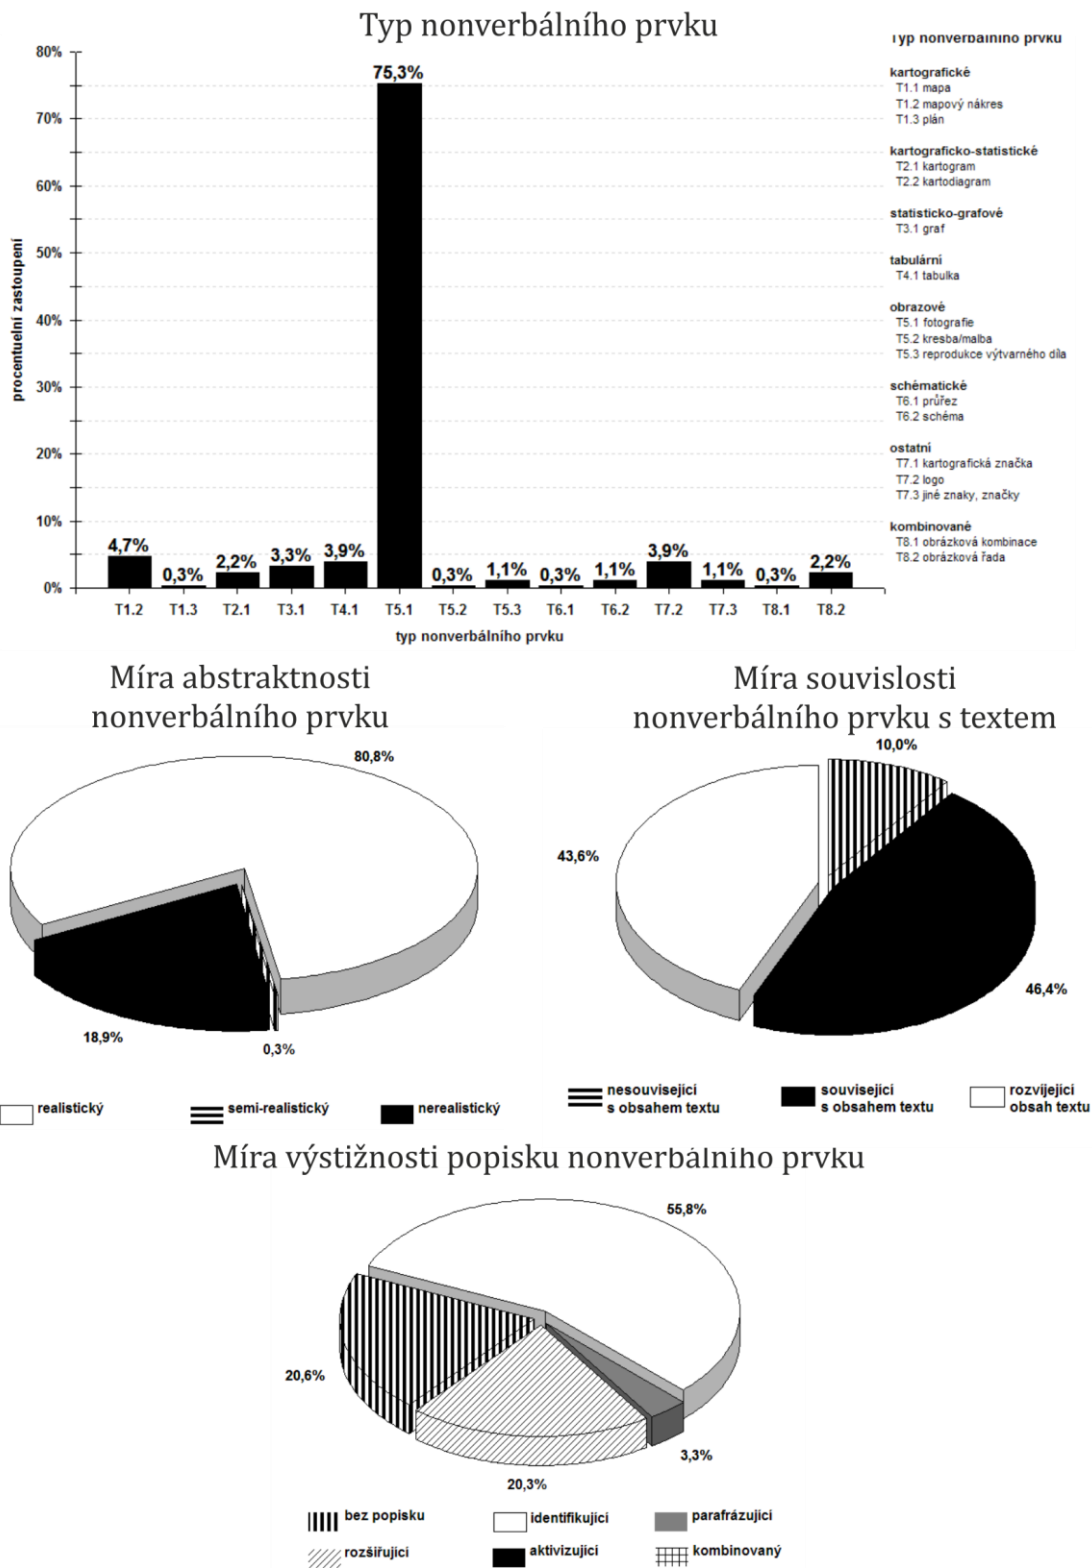 Typ nonverbálního prvku
80%
70%
60%
50%
40%
30%
20%
10%
0%
procentuelní zastoupení
4,7%
0,3%
2,2%
3,3%
3,9%
75,3%
0,3%
1,1%
0,3%
1,1%
3,9%
1,1%
0,3%
2,2%
T1.2 T1.3 T2.1 T3.1 T4.1 T5.1 T5.2 T5.3 T6.1 T6.2 T7.2 T7.3 T8.1 T8.2
typ nonverbálního prvku
Typ nonverbálního prvku
kartografické
T1.1 mapa
T1.2 mapový nákres
T1.3 plán
kartograficko-statistické
T2.1 kartogram
T2.2 kartodiagram
statisticko-grafové
T3.1 graf
tabulární
T4.1 tabulka
obrazové
T5.1 fotografie
T5.2 kresba/malba
T5.3 reprodukce výtvarného díla
schématické
T6.1 průřez
T6.2 schéma
ostatní
T7.1 kartografická značka
T7.2 logo
T7.3 jiné znaky, značky
kombinované
T8.1 obrázková kombinace
T8.2 obrázková řada
Míra abstraktnosti
nonverbálního prvku
80,8%
18,9%
0,3%
realistický semi-realistický nerealistický
Míra souvislosti
nonverbálního prvku s textem
10,0%
43,6%
46,4%
nesouvisející
s obsahem textu
související
s obsahem textu
rozvíjející
obsah textu
Míra výstižnosti popisku nonverbálního prvku
55,8%
20,6%
3,3%
20,3%
bez popisku identifikující parafrázující
rozšiřující aktivizující kombinovaný